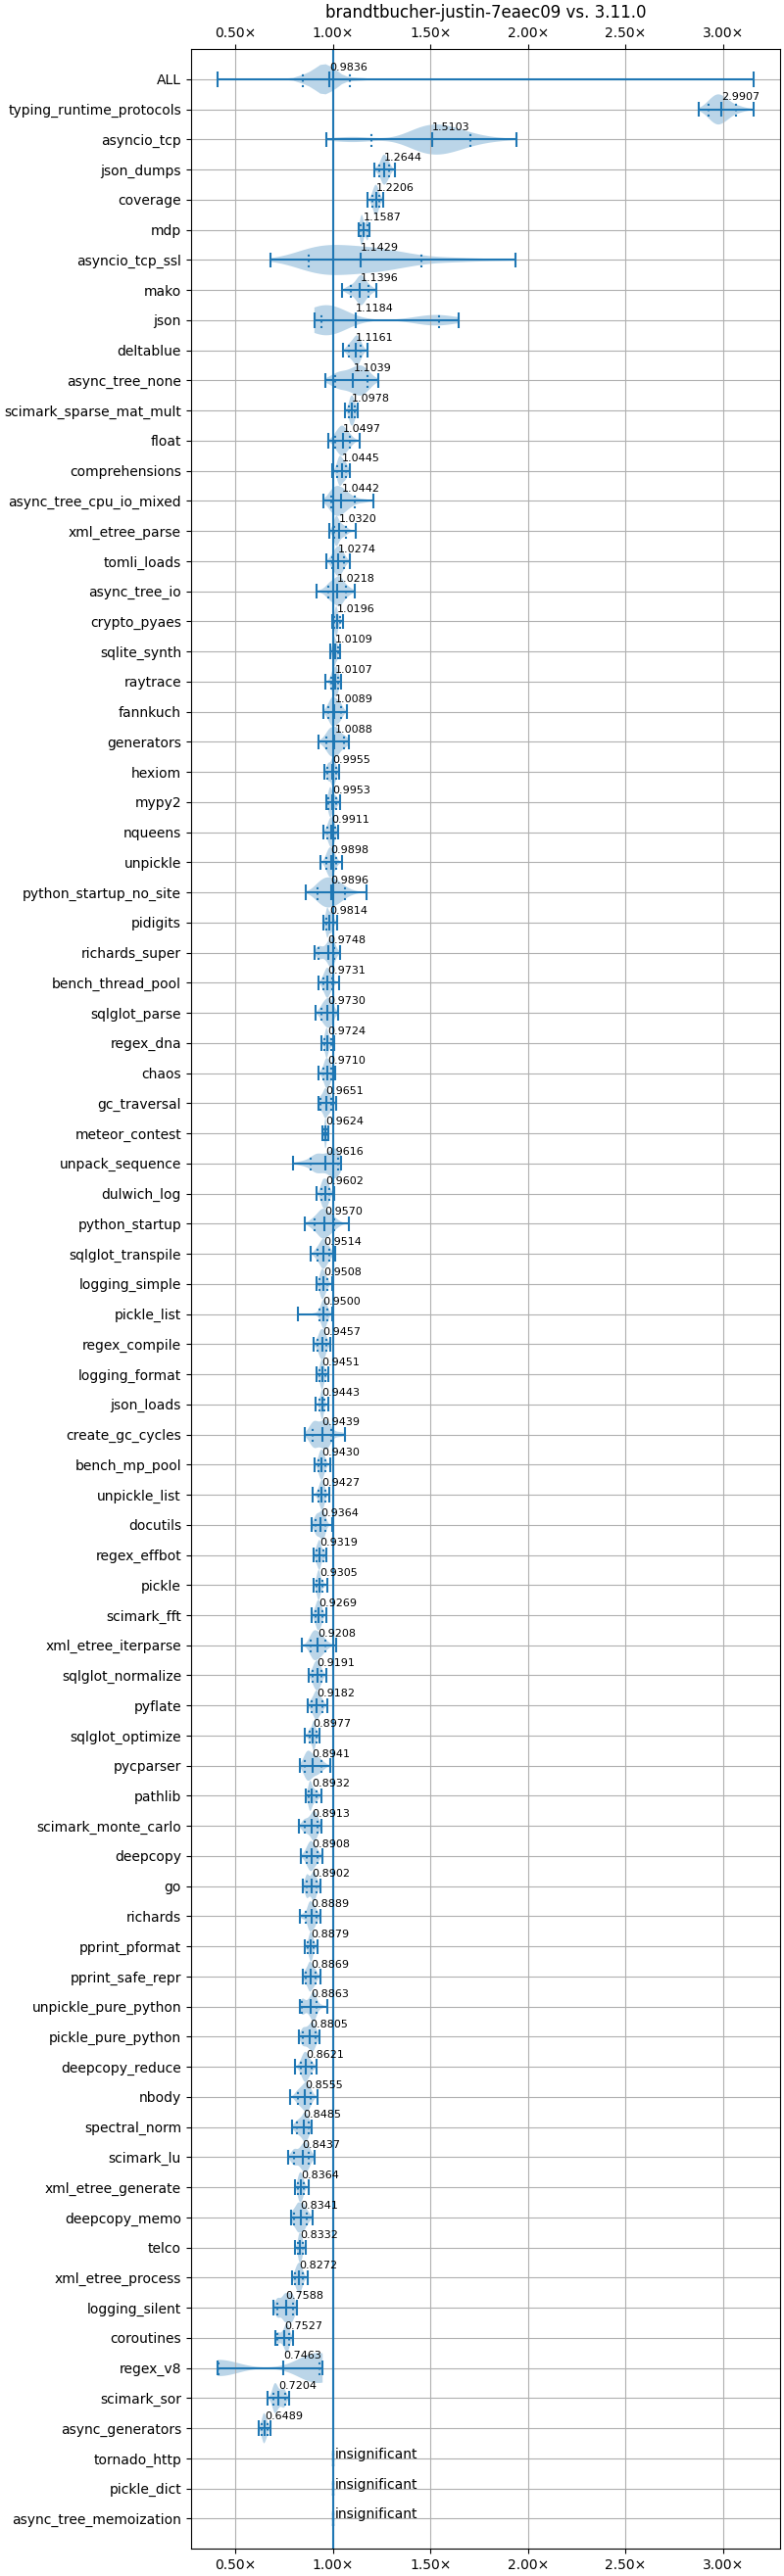 brandtbucher-justin-7eaec09 vs. 3.11.0
0.50× 1.00× 1.50× 2.00× 2.50× 3.00×
ALL 0.9836
typing_runtime_protocols 2.9907
asyncio_tcp 1.5103
json_dumps 1.2644
coverage 1.2206
mdp 1.1587
asyncio_tcp_ssl 1.1429
mako 1.1396
json 1.1184
deltablue 1.1161
async_tree_none 1.1039
scimark_sparse_mat_mult 1.0978
float 1.0497
comprehensions 1.0445
async_tree_cpu_io_mixed 1.0442
xml_etree_parse 1.0320
tomli_loads 1.0274
async_tree_io 1.0218
crypto_pyaes 1.0196
sqlite_synth 1.0109
raytrace 1.0107
fannkuch 1.0089
generators 1.0088
hexiom 0.9955
mypy2 0.9953
nqueens 0.9911
unpickle 0.9898
python_startup_no_site 0.9896
pidigits 0.9814
richards_super 0.9748
bench_thread_pool 0.9731
sqlglot_parse 0.9730
regex_dna 0.9724
chaos 0.9710
gc_traversal 0.9651
meteor_contest 0.9624
unpack_sequence 0.9616
dulwich_log 0.9602
python_startup 0.9570
sqlglot_transpile 0.9514
logging_simple 0.9508
pickle_list 0.9500
regex_compile 0.9457
logging_format 0.9451
json_loads 0.9443
create_gc_cycles 0.9439
bench_mp_pool 0.9430
unpickle_list 0.9427
docutils 0.9364
regex_effbot 0.9319
pickle 0.9305
scimark_fft 0.9269
xml_etree_iterparse 0.9208
sqlglot_normalize 0.9191
pyflate 0.9182
sqlglot_optimize 0.8977
pycparser 0.8941
pathlib 0.8932
scimark_monte_carlo 0.8913
deepcopy 0.8908
go 0.8902
richards 0.8889
pprint_pformat 0.8879
pprint_safe_repr 0.8869
unpickle_pure_python 0.8863
pickle_pure_python 0.8805
deepcopy_reduce 0.8621
nbody 0.8555
spectral_norm 0.8485
scimark_lu 0.8437
xml_etree_generate 0.8364
deepcopy_memo 0.8341
telco 0.8332
xml_etree_process 0.8272
logging_silent 0.7588
coroutines 0.7527
regex_v8 0.7463
scimark_sor 0.7204
async_generators 0.6489
tornado_http insignificant
pickle_dict insignificant
async_tree_memoization insignificant
0.50× 1.00× 1.50× 2.00× 2.50× 3.00×